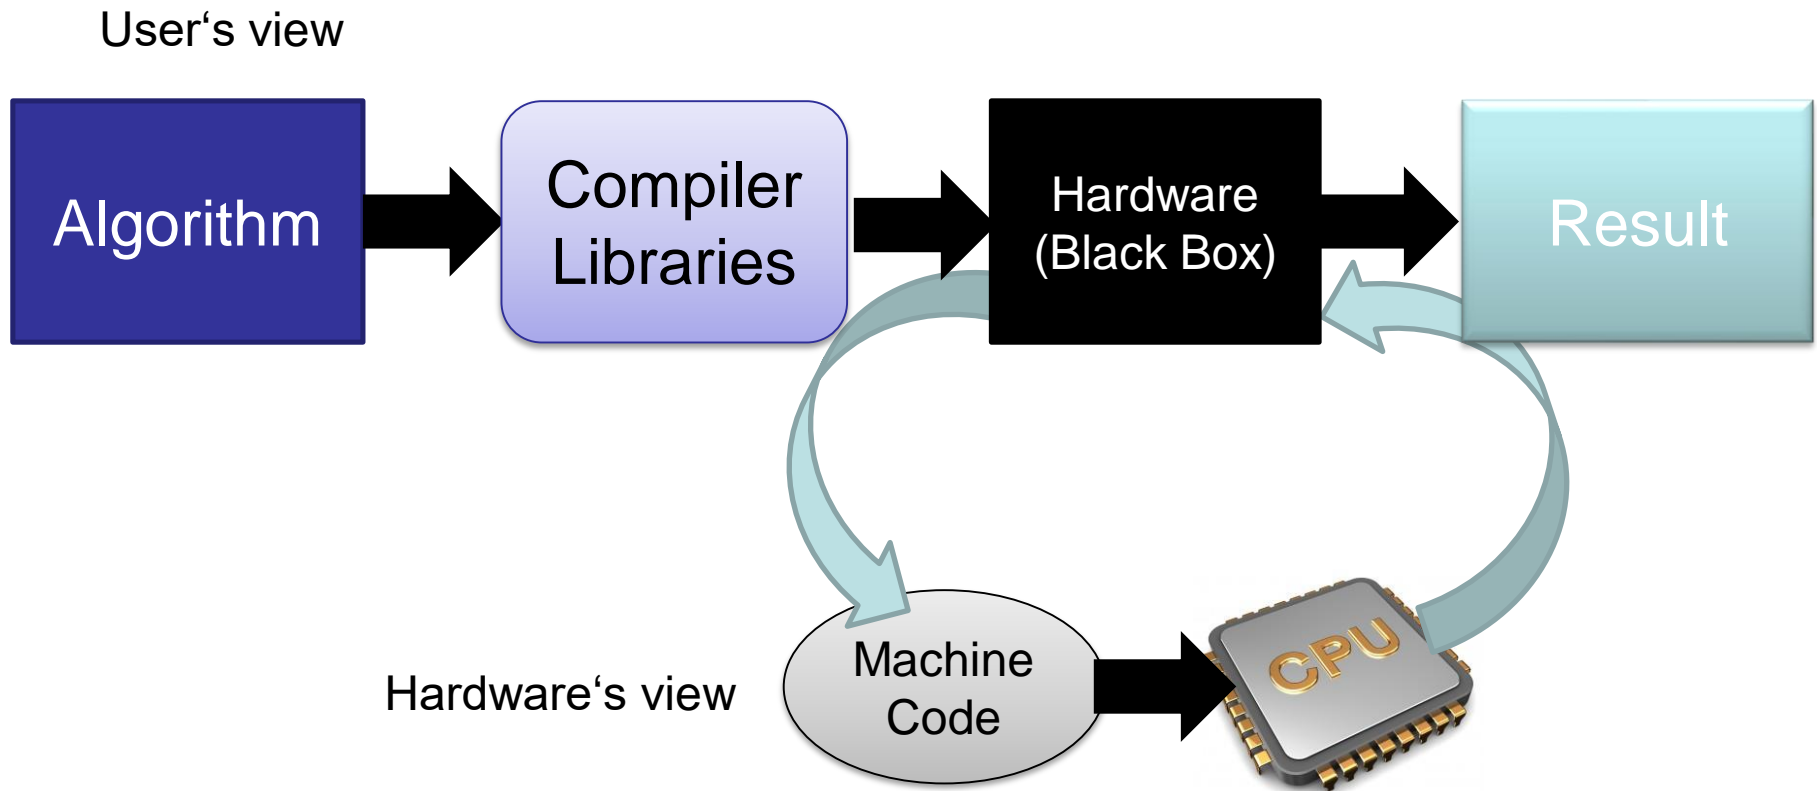 User‘s view
Algorithm
Compiler
Libraries
Hardware
(Black Box)
Result
Hardware‘s view
Machine
Code
CPU